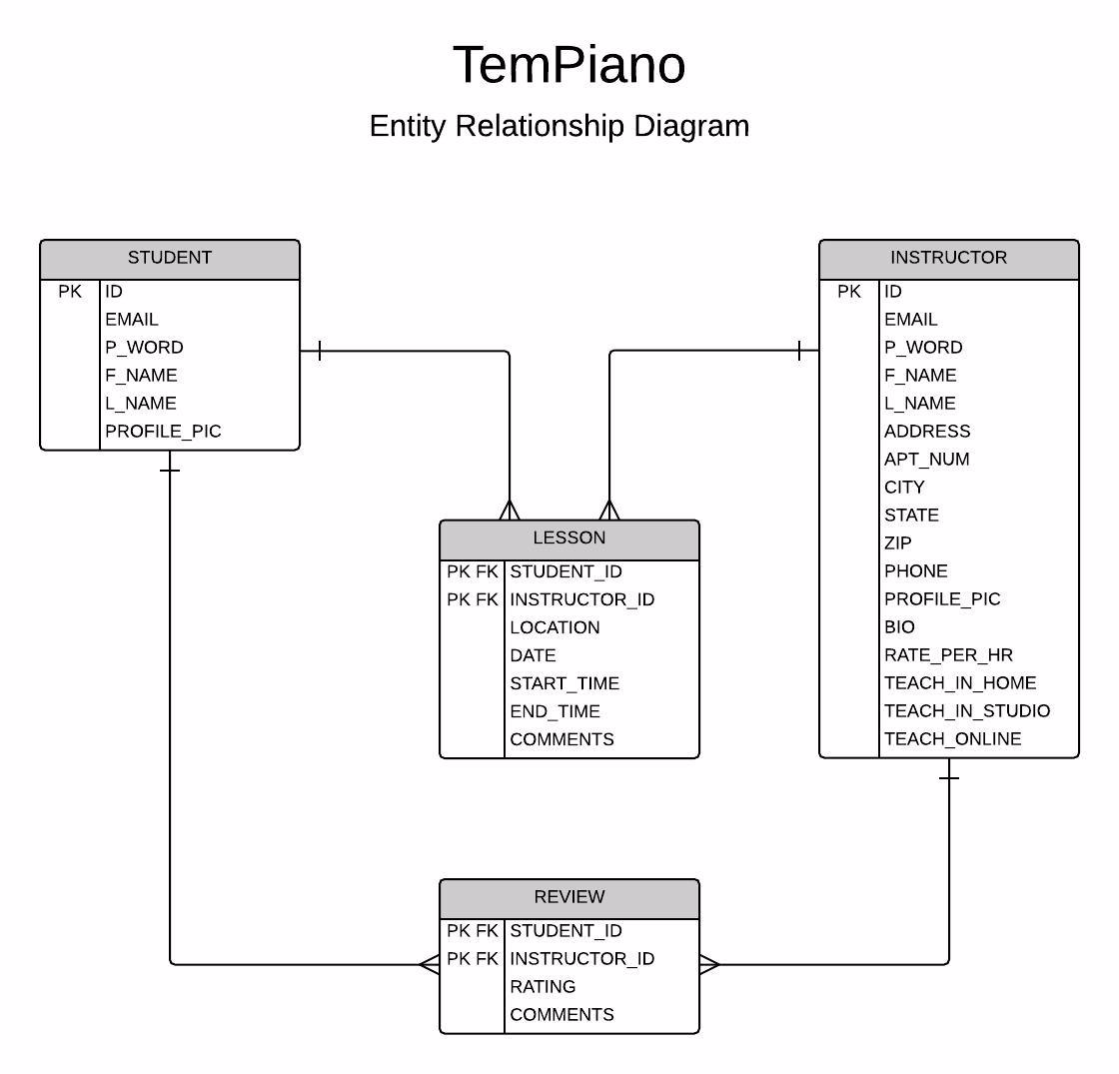 TemPiano
Entity Relationship Diagram
STUDENT
PK ID
EMAIL
P_WORD
F_NAME
L_NAME
PROFILE_PIC
INSTRUCTOR
PK ID
EMAIL
P_WORD
F_NAME
L_NAME
ADDRESS
APT_NUM
CITY
STATE
ZIP
PHONE
PROFILE_PIC
BIO
RATE_PER_HR
TEACH_IN_HOME
TEACH_IN_STUDIO
TEACH_ONLINE
LESSON
PK FK STUDENT_ID
PK FK INSTRUCTOR_ID
LOCATION
DATE
START_TIME
END_TIME
COMMENTS
REVIEW
PK FK STUDENT_ID
PK FK INSTRUCTOR_ID
RATING
COMMENTS